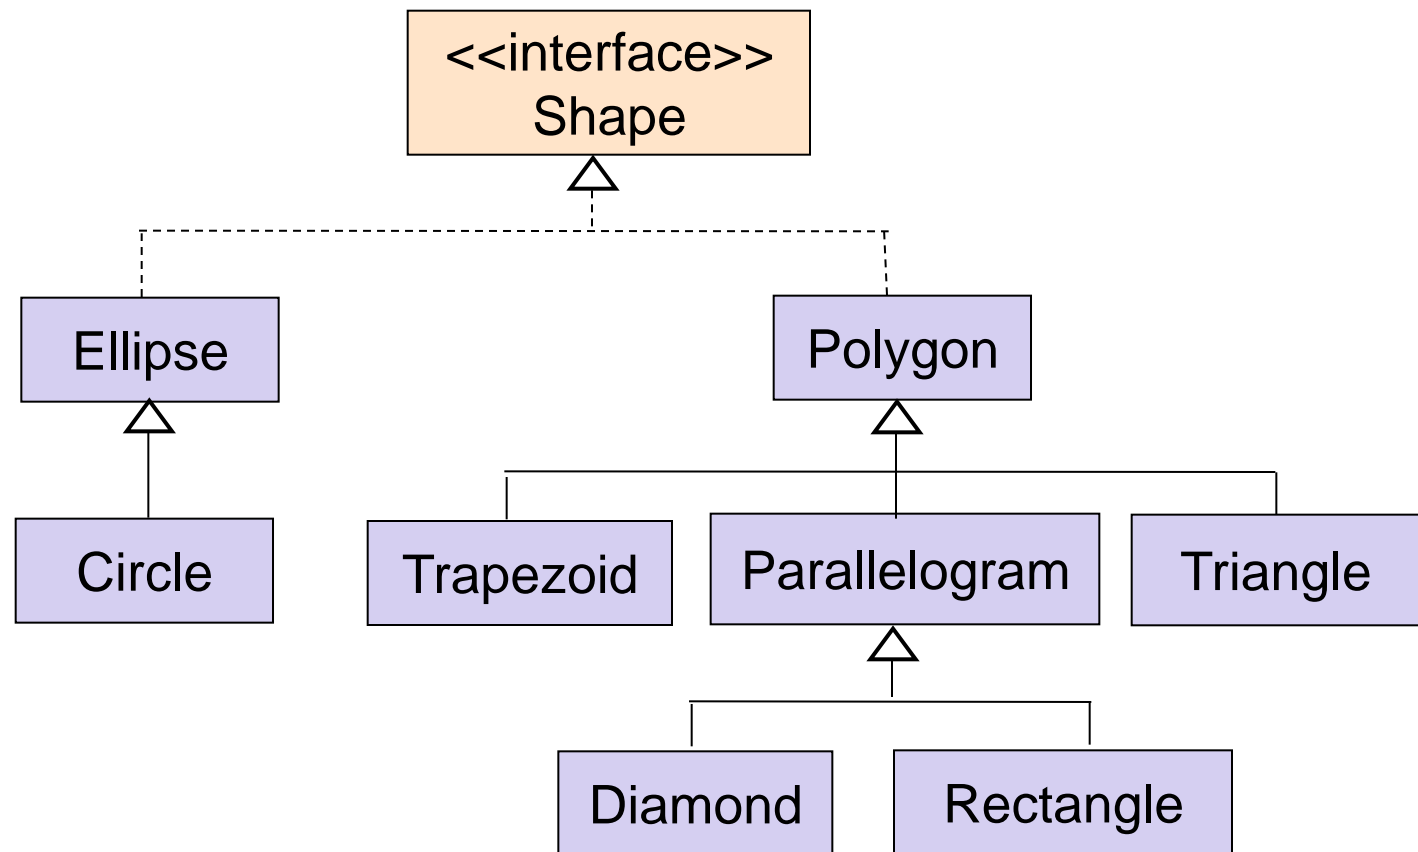 <<interface>>
Shape
Ellipse
Polygon
Circle
Trapezoid
Parallelogram
Triangle
Diamond
Rectangle